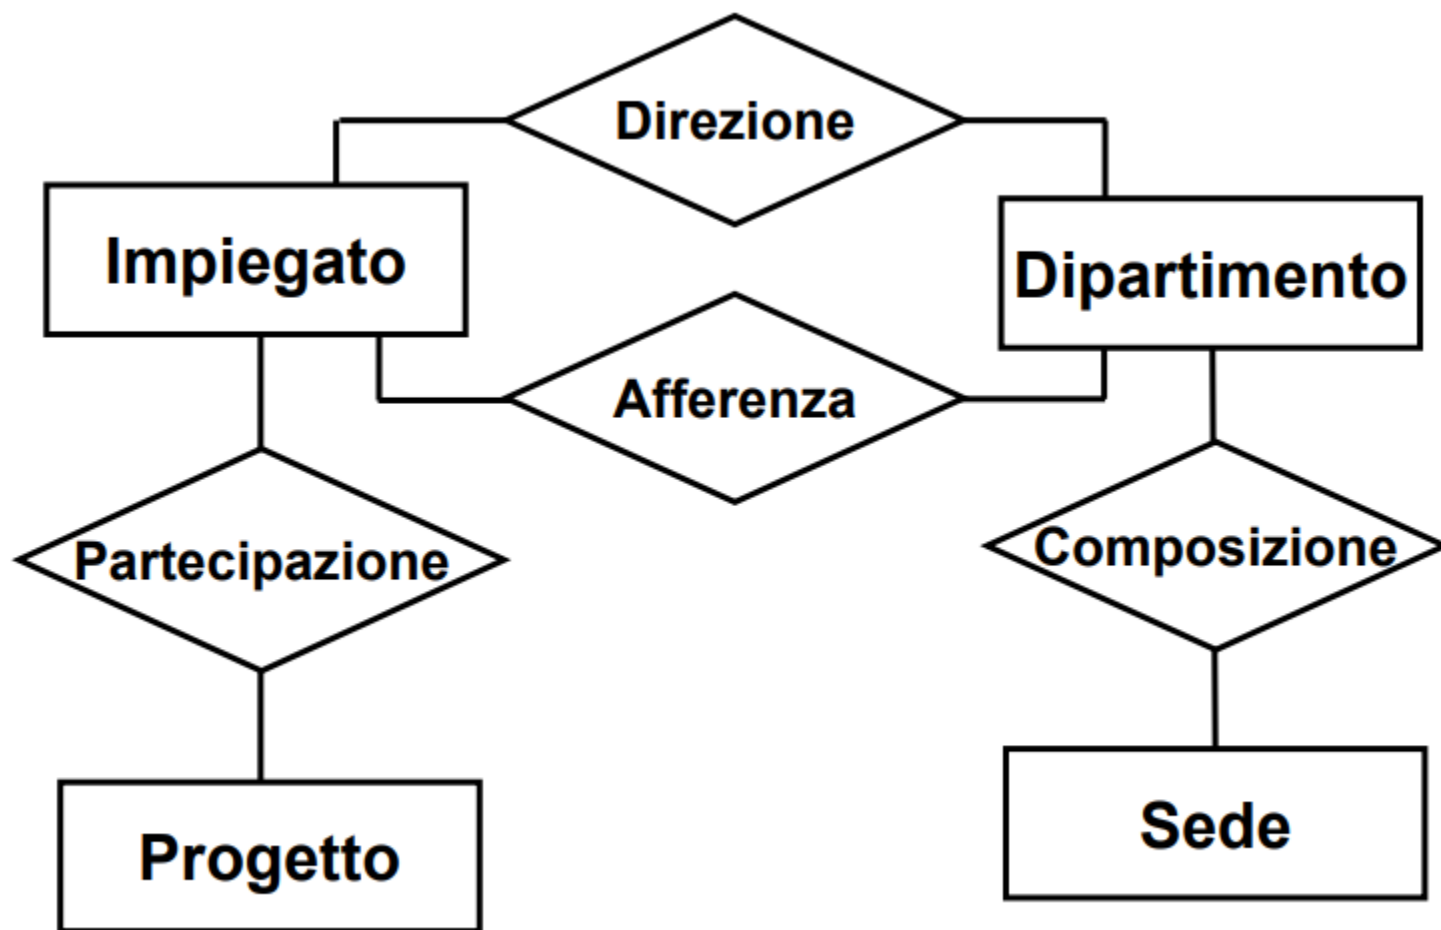 Direzione
Impiegato
Dipartimento
Afferenza
Partecipazione
Composizione
Progetto
Sede